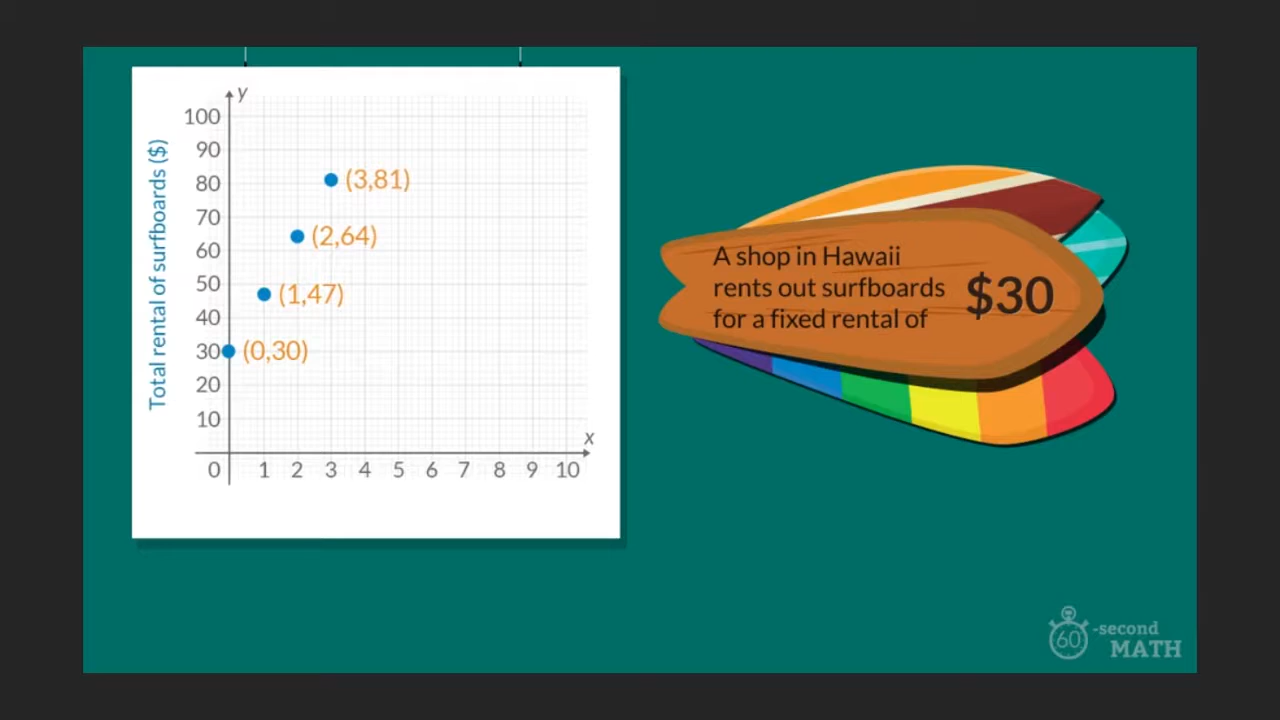 y
100
90
80
70
60
50
40
30
20
10
0 1 2 3 4 5 6 7 8 9 10
x
Total rental of surfboards ($)
(3,81)
(2,64)
(1,47)
(0,30)
A shop in Hawaii
rents out surfboards
for a fixed rental of
$30
60-second
MATH